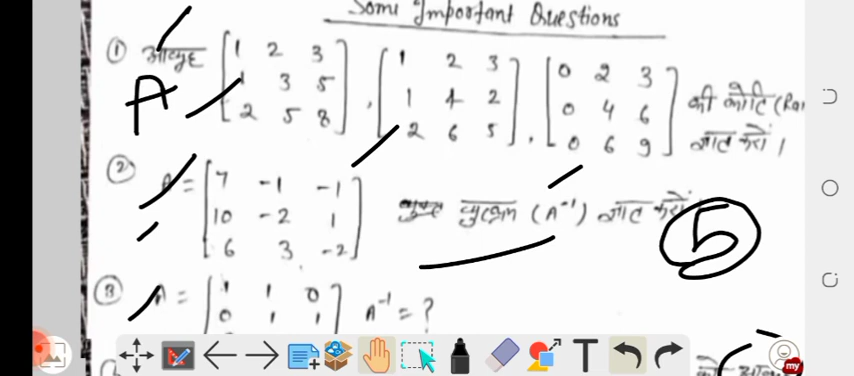 Some Important Questions
① आव्यूह [1 2 3
3 5
2 5 8], [1 2 3
1 4 2
2 6 5], [0 2 3
0 4 6
0 6 9] की कोटि
ज्ञात करो।
A
② A = [7 -1 -1
10 -2 1
6 3 -2] व्युत्क्रम (A⁻¹) ज्ञात करो
5
③ A = [1 1 0
0 1 1] A⁻¹ = ?
T
my